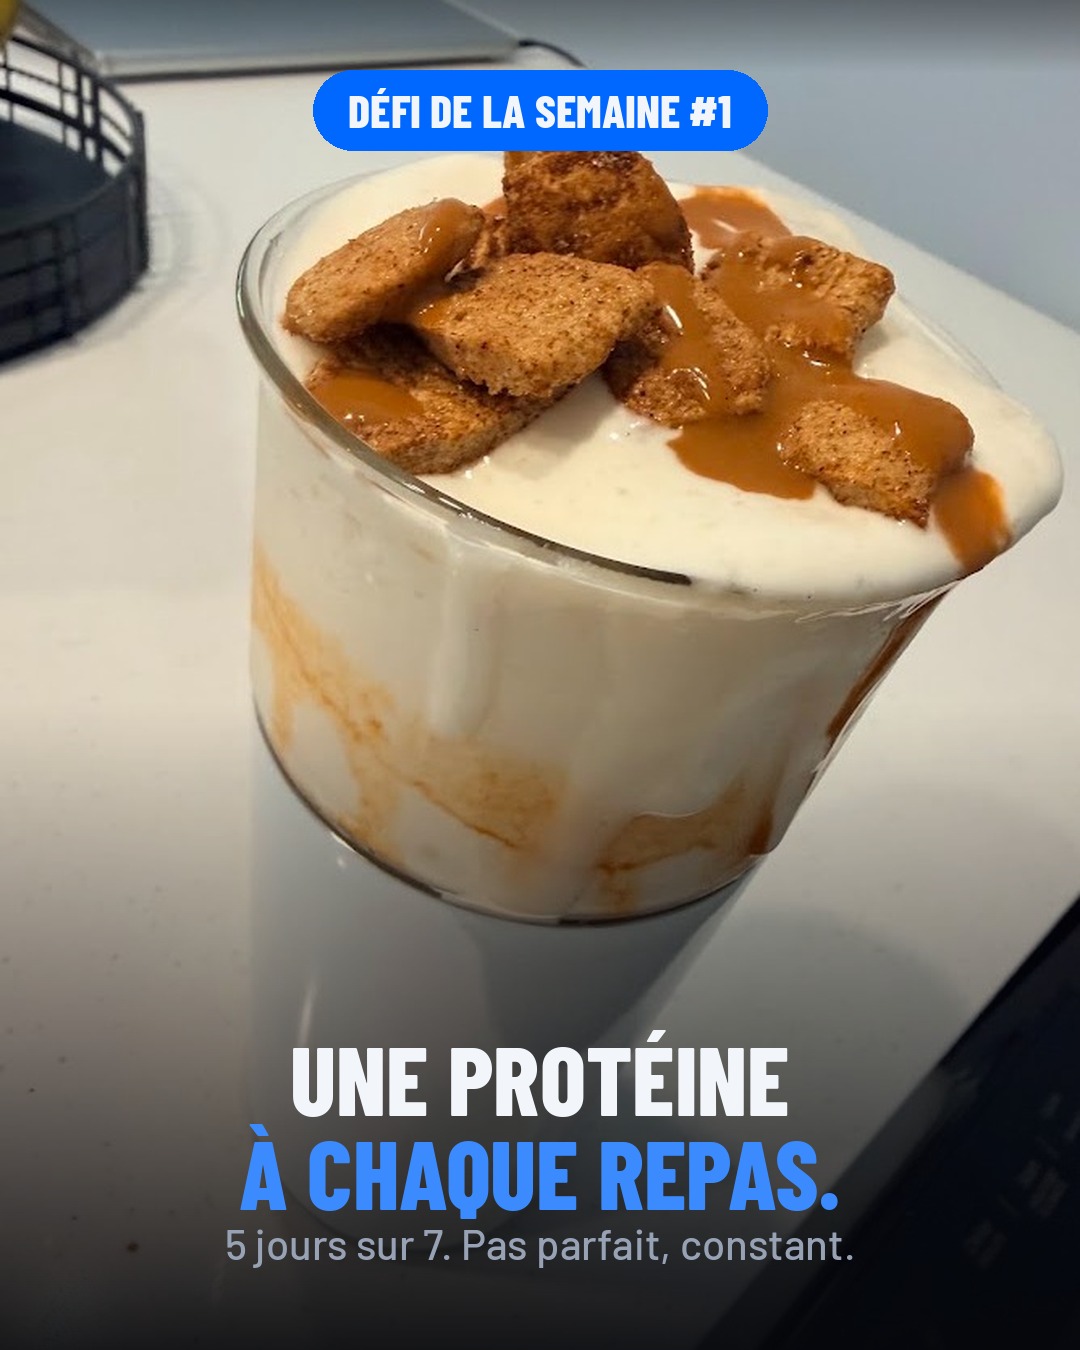 DÉFI DE LA SEMAINE #1
UNE PROTÉINE
À CHAQUE REPAS.
5 jours sur 7. Pas parfait, constant.